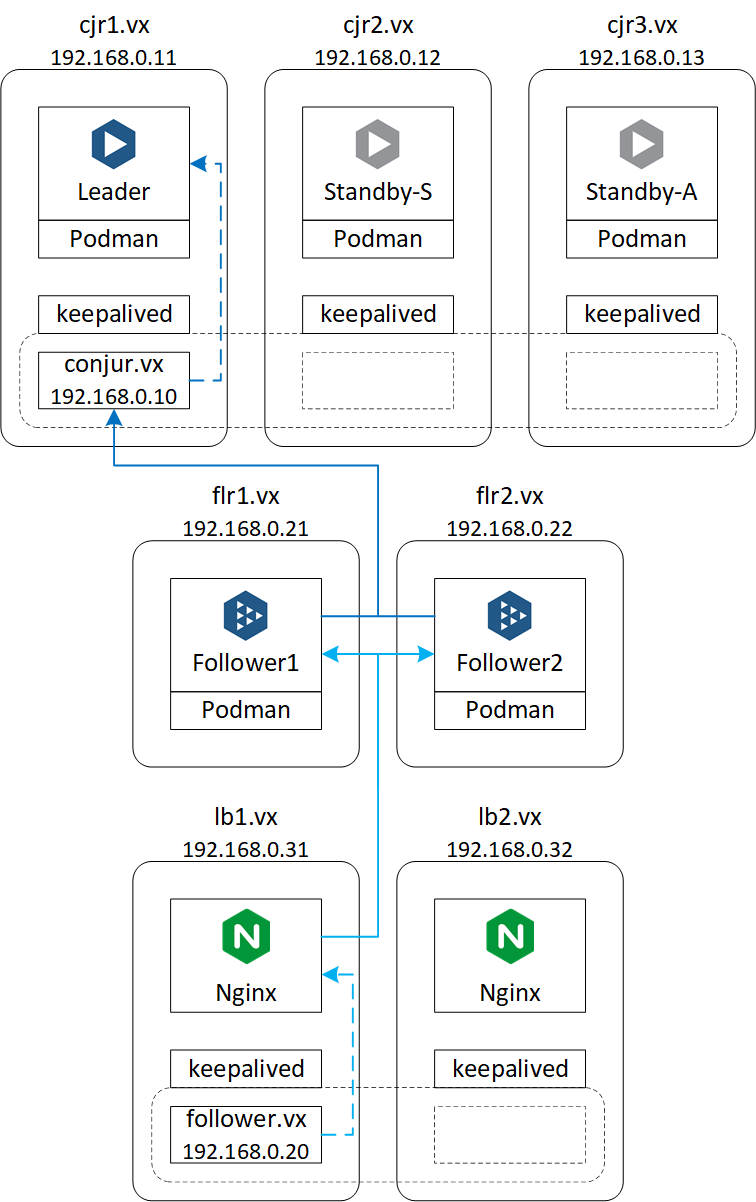 cjr1.vx
192.168.0.11
cjr2.vx
192.168.0.12
cjr3.vx
192.168.0.13
Leader
Podman
keepalived
conjur.vx
192.168.0.10
Standby-S
Podman
keepalived
Standby-A
Podman
keepalived
flr1.vx
192.168.0.21
flr2.vx
192.168.0.22
Follower1
Podman
Follower2
Podman
lb1.vx
192.168.0.31
lb2.vx
192.168.0.32
N
Nginx
keepalived
follower.vx
192.168.0.20
N
Nginx
keepalived